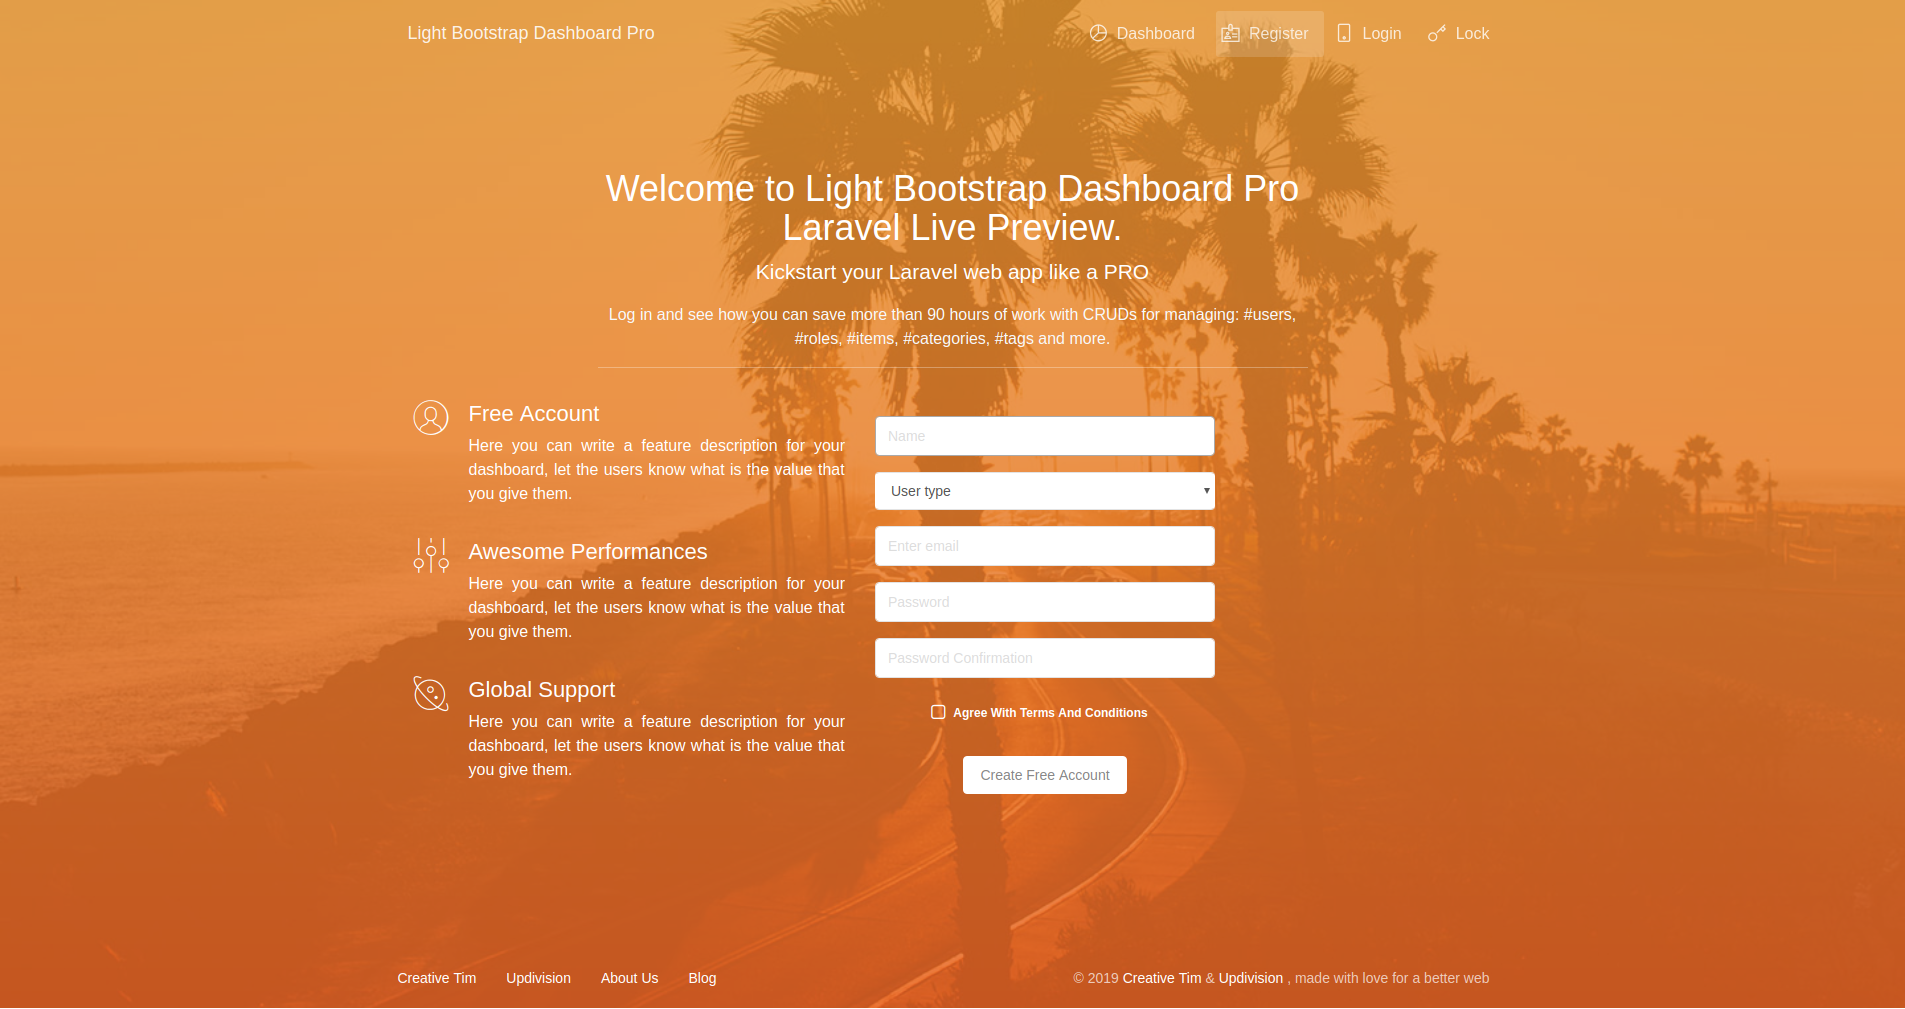 Light Bootstrap Dashboard Pro
Dashboard
Register
Login
Lock
Welcome to Light Bootstrap Dashboard Pro
Laravel Live Preview.
Kickstart your Laravel web app like a PRO
Log in and see how you can save more than 90 hours of work with CRUDs for managing: #users,
#roles, #items, #categories, #tags and more.
Free Account
Here you can write a feature description for your
dashboard, let the users know what is the value that
you give them.
Awesome Performances
Here you can write a feature description for your
dashboard, let the users know what is the value that
you give them.
Global Support
Here you can write a feature description for your
dashboard, let the users know what is the value that
you give them.
Name
User type
Enter email
Password
Password Confirmation
Agree With Terms And Conditions
Create Free Account
Creative Tim
Updivision
About Us
Blog
© 2019 Creative Tim & Updivision , made with love for a better web